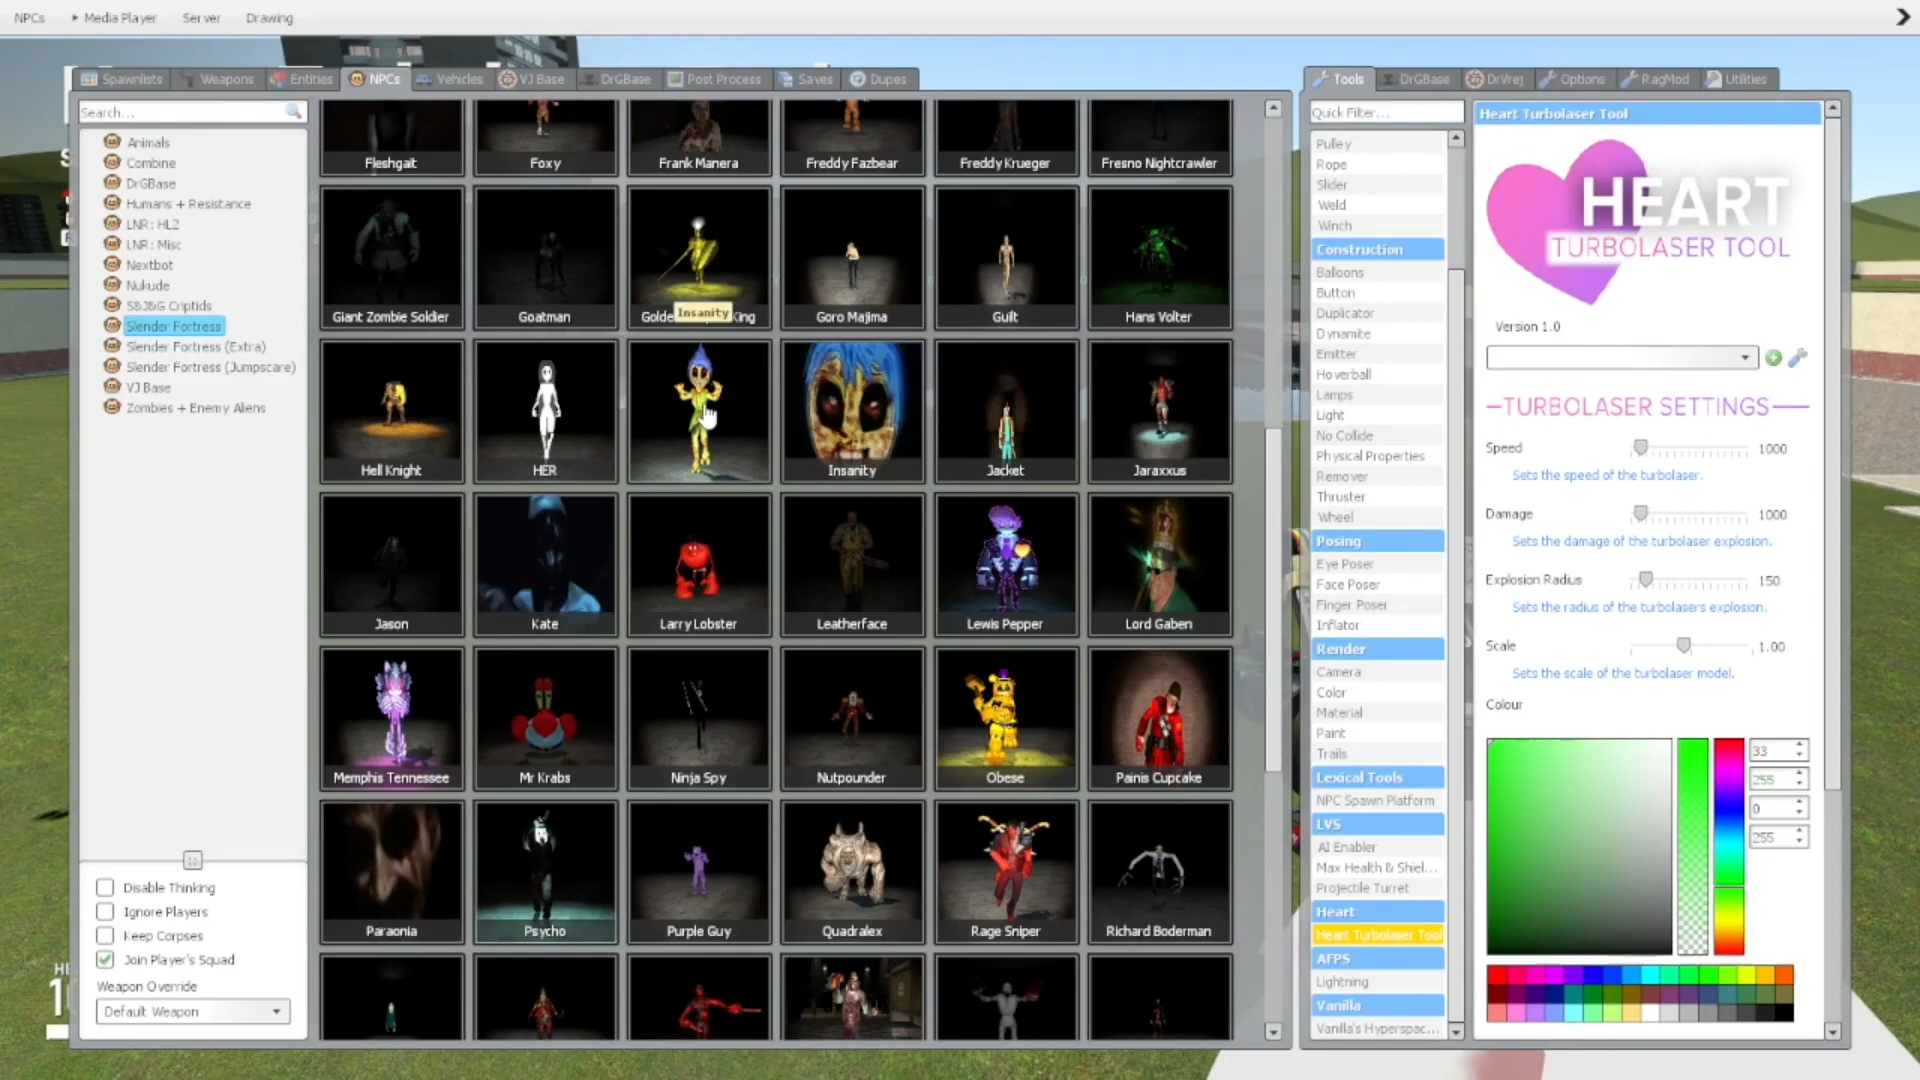 NPCs
Media Player
Server
Drawing
Spawnlists
Weapons
Entities
NPCs
Vehicles
VJ Base
DrGBase
Post Process
Saves
Dupes
Search...
Animals
Combine
DrGBase
Humans + Resistance
LNR: HL2
LNR: Misc
Nextbot
Nukude
S&J&G Criptids
Slender Fortress
Slender Fortress (Extra)
Slender Fortress (Jumpscare)
VJ Base
Zombies + Enemy Aliens
Disable Thinking
Ignore Players
Keep Corpses
Join Player's Squad
Weapon Override
Default Weapon
Fleshgait
Foxy
Frank Manera
Freddy Fazbear
Freddy Krueger
Fresno Nightcrawler
Giant Zombie Soldier
Goatman
Insanity
Goro Majima
Guilt
Hans Volter
Hell Knight
HER
Insanity
Jacket
Jaraxxus
Jason
Kate
Larry Lobster
Leatherface
Lewis Pepper
Lord Gaben
Memphis Tennessee
Mr Krabs
Ninja Spy
Nutpounder
Obese
Painis Cupcake
Paraonia
Psycho
Purple Guy
Quadralex
Rage Sniper
Richard Boderman
Tools
DrGBase
DrVrej
Options
RagMod
Utilities
Quick Filter...
Pulley
Rope
Slider
Weld
Winch
Construction
Balloons
Button
Duplicator
Dynamite
Emitter
Hoverball
Lamps
Light
No Collide
Physical Properties
Remover
Thruster
Wheel
Posing
Eye Poser
Face Poser
Finger Poser
Inflator
Render
Camera
Color
Material
Paint
Trails
Lexical Tools
NPC Spawn Platform
LVS
AI Enabler
Max Health & Shiel...
Projectile Turret
Heart
Heart Turbolaser Tool
AFPS
Lightning
Vanilla
Vanilla's Hyperspac...
Heart Turbolaser Tool
HEART
TURBOLASER TOOL
Version 1.0
TURBOLASER SETTINGS
Speed 1000
Sets the speed of the turbolaser.
Damage 1000
Sets the damage of the turbolaser explosion.
Explosion Radius 150
Sets the radius of the turbolasers explosion.
Scale 1.00
Sets the scale of the turbolaser model.
Colour
33
255
0
255